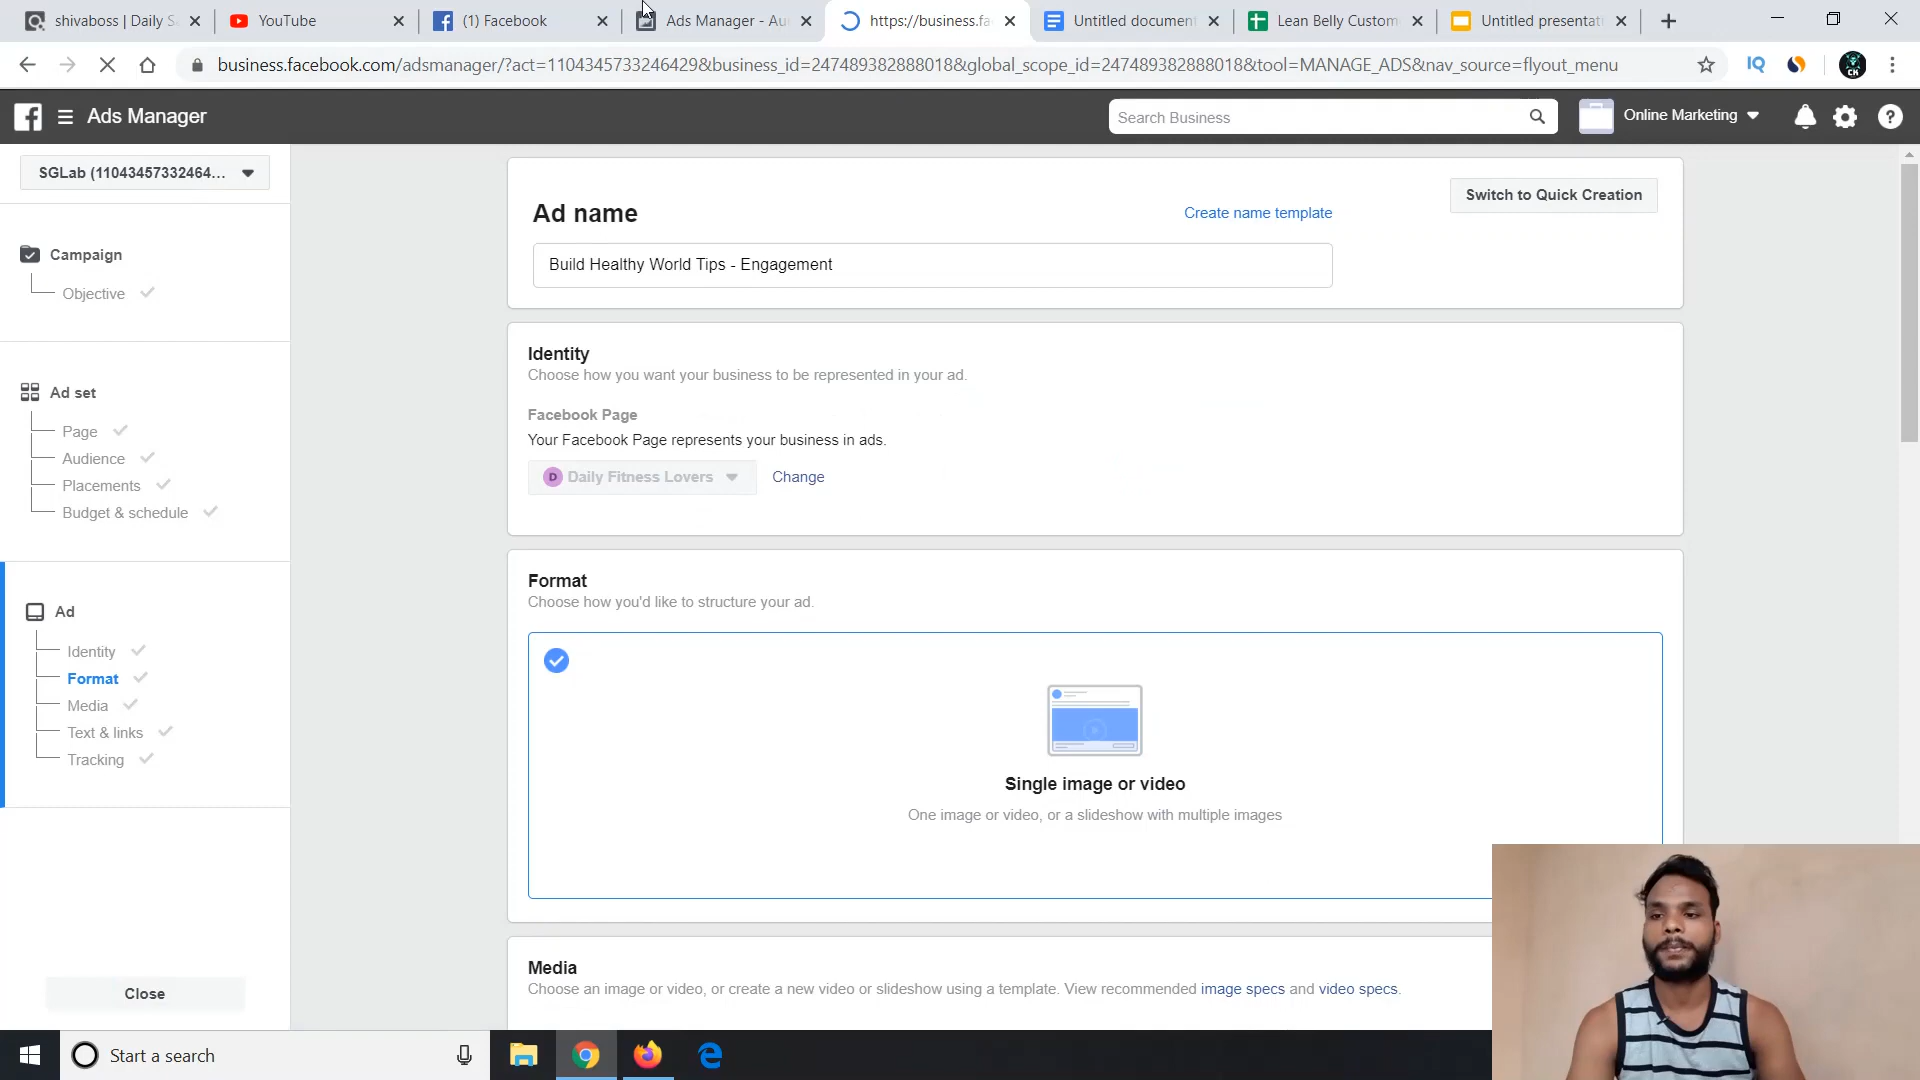 shivaboss | Daily S
YouTube
(1) Facebook
Ads Manager - Au
https://business.fa
Untitled document
Lean Belly Custom
Untitled presentat
business.facebook.com/adsmanager/?act=1104345733246429&business_id=247489382888018&global_scope_id=247489382888018&tool=MANAGE_ADS&nav_source=flyout_menu
IQ
CK
Ads Manager
Search Business
Online Marketing
SGLab (11043457332464...
Campaign
Objective
Ad set
Page
Audience
Placements
Budget & schedule
Ad
Identity
Format
Media
Text & links
Tracking
Close
Ad name
Create name template
Switch to Quick Creation
Build Healthy World Tips - Engagement
Identity
Choose how you want your business to be represented in your ad.
Facebook Page
Your Facebook Page represents your business in ads.
D Daily Fitness Lovers
Change
Format
Choose how you'd like to structure your ad.
Single image or video
One image or video, or a slideshow with multiple images
Media
Choose an image or video, or create a new video or slideshow using a template. View recommended image specs and video specs.
Start a search